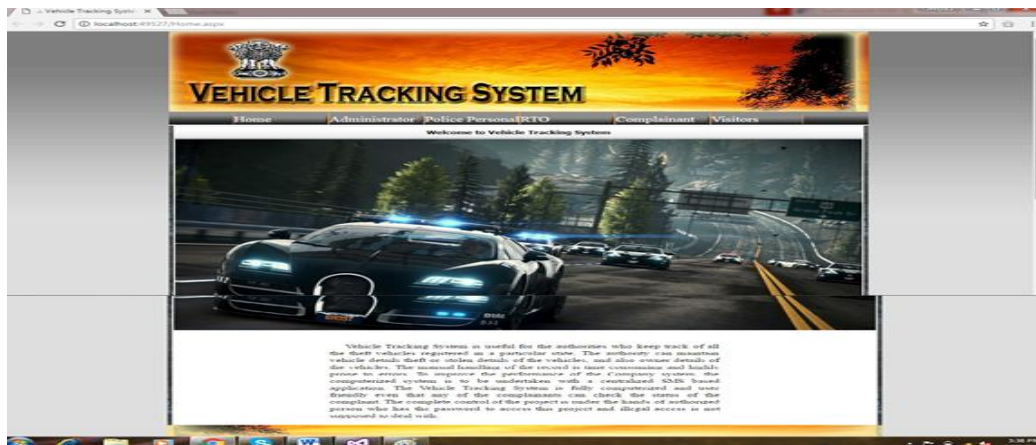 Vehicle Tracking Syst
localhost:49527/Home.aspx
VEHICLE TRACKING SYSTEM
Home Administrator Police Personal RTO Complainant Visitors
Welcome to Vehicle Tracking System
Vehicle Tracking System is useful for the authorities who keep track of all
the theft vehicles registered in a particular state. The authority can maintain
vehicle details theft or stolen details of the vehicles, and also owner details of
the vehicles. The manual handling of the record is time consuming and highly
prone to errors. To improve the performance of the Company system, the
computerized system is to be undertaken with a centralized SMS based
application. The Vehicle Tracking System is fully computerized and user
friendly even that any of the complainants can check the status of the
complaint. The complete control of the project is under the hands of authorized
person who has the password to access this project and illegal access is not
supposed to deal with.